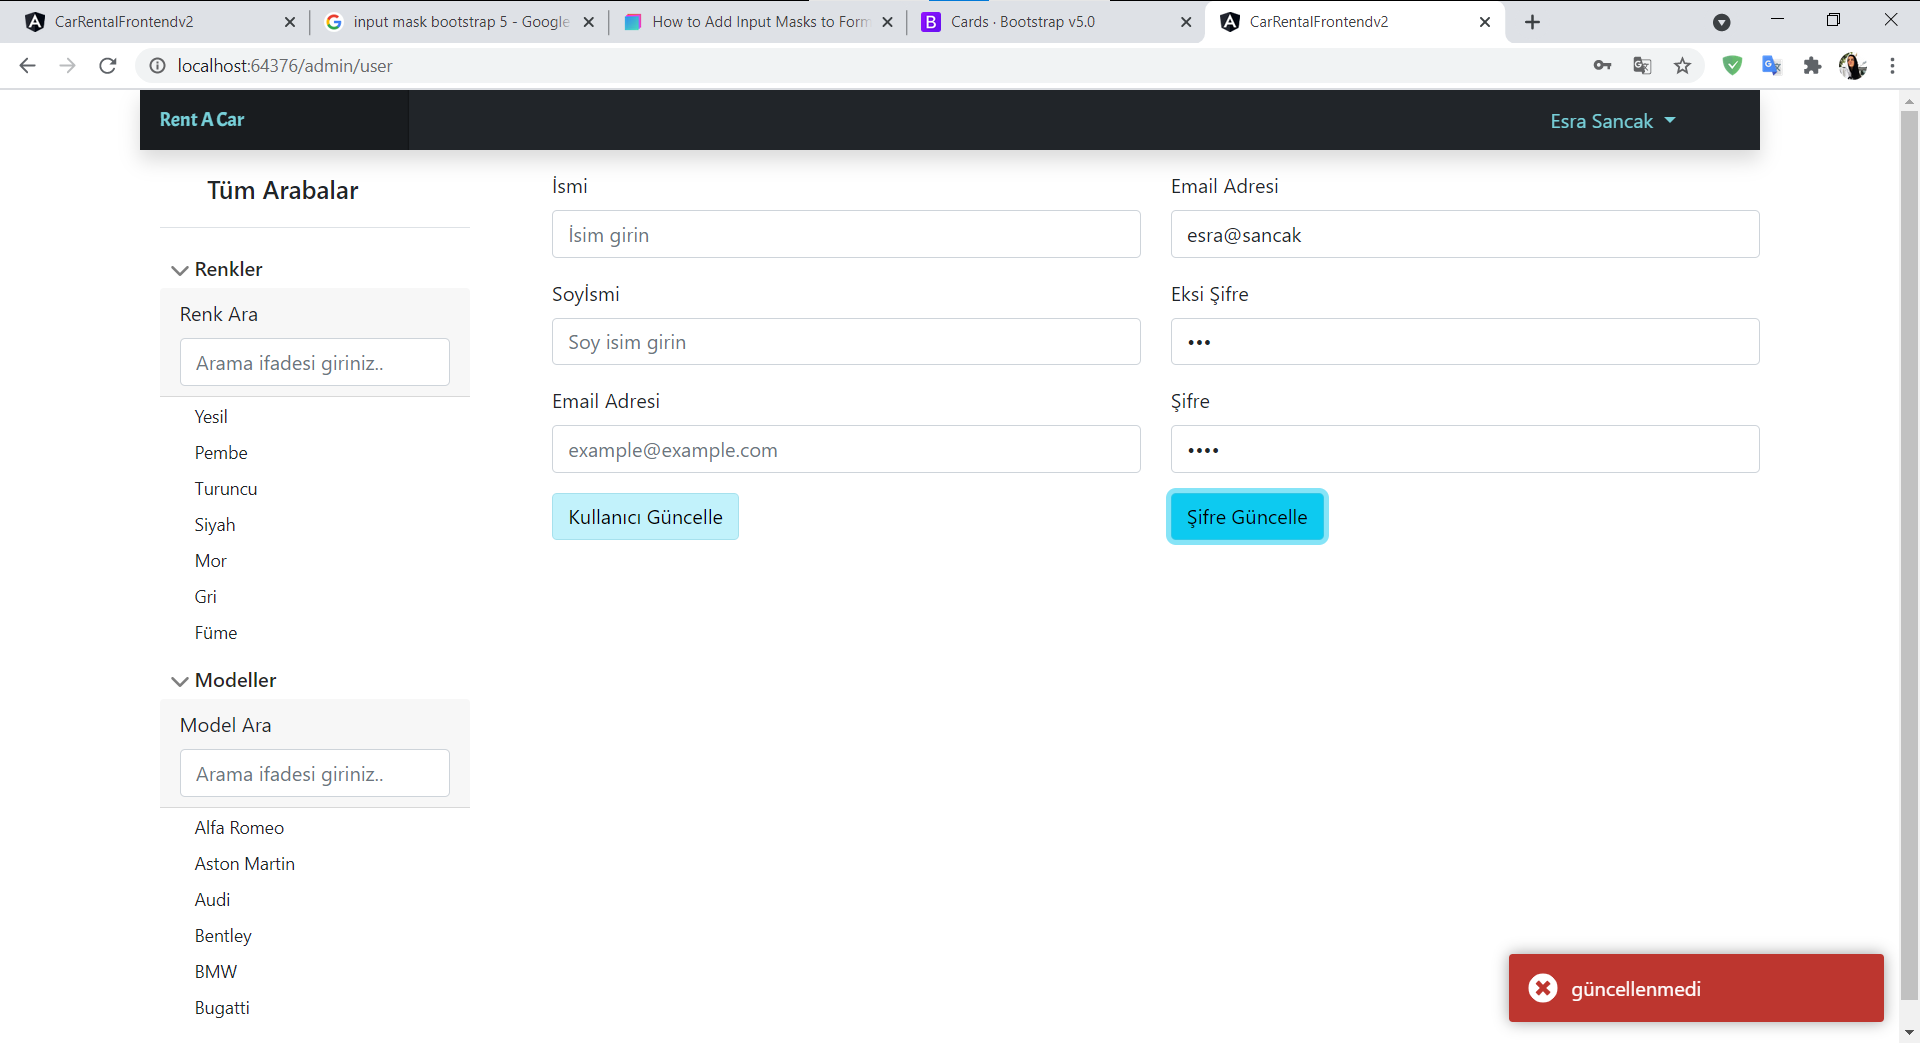 CarRentalFrontendv2
input mask bootstrap 5 - Google
How to Add Input Masks to Form
Cards · Bootstrap v5.0
CarRentalFrontendv2
localhost:64376/admin/user
Rent A Car
Esra Sancak
Tüm Arabalar
Renkler
Renk Ara
Arama ifadesi giriniz..
Yesil
Pembe
Turuncu
Siyah
Mor
Gri
Füme
Modeller
Model Ara
Arama ifadesi giriniz..
Alfa Romeo
Aston Martin
Audi
Bentley
BMW
Bugatti
İsmi
İsim girin
Soyİsmi
Soy isim girin
Email Adresi
example@example.com
Kullanıcı Güncelle
Email Adresi
esra@sancak
Eksi Şifre
•••
Şifre
••••
Şifre Güncelle
güncellenmedi